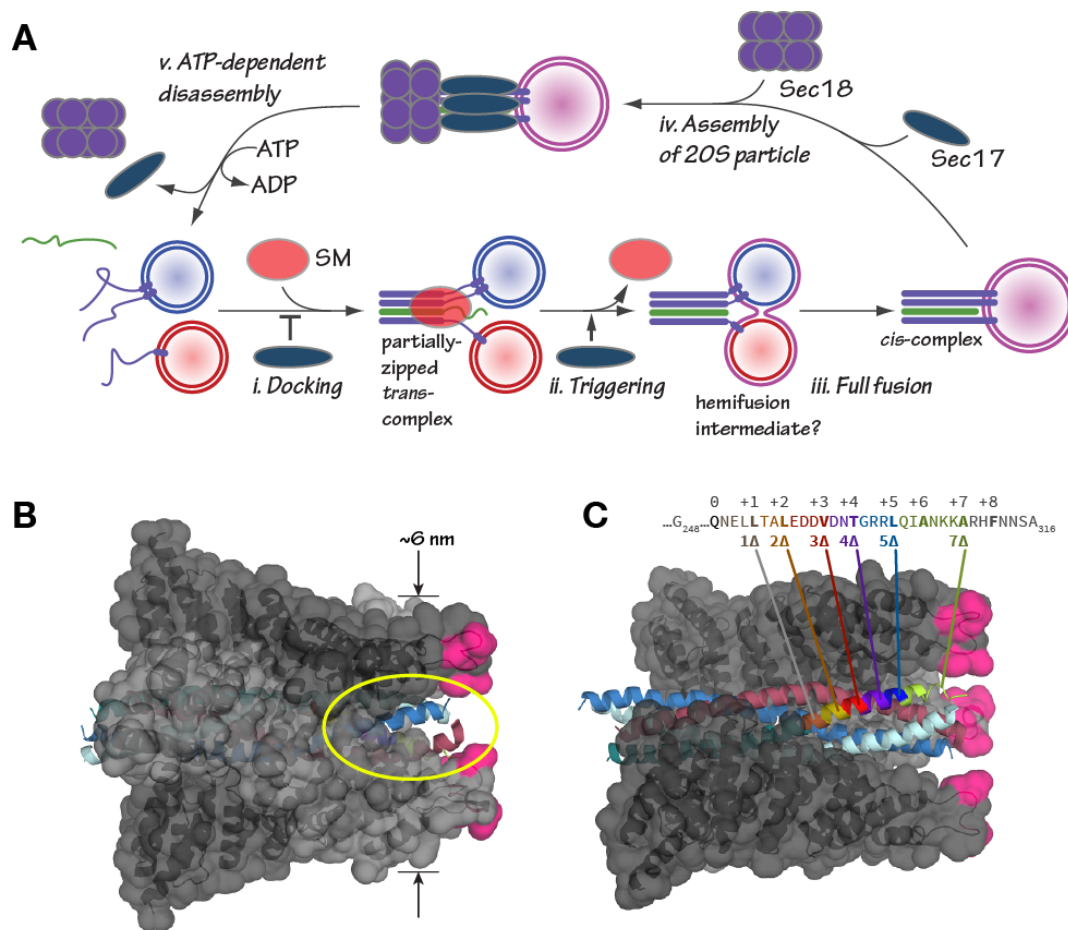 A
v. ATP-dependent
disassembly
Sec18
Sec17
iv. Assembly
of 20S particle
ATP
ADP
SM
partially-
zipped
trans-
complex
i. Docking
ii. Triggering
hemifusion
intermediate?
iii. Full fusion
cis-complex
B
~6 nm
C
0 +1 +2 +3 +4 +5 +6 +7 +8
...G248...QNELLTALEDDVDNTGRRLQIANKKARHFNNSA316
1Δ 2Δ 3Δ 4Δ 5Δ 7Δ